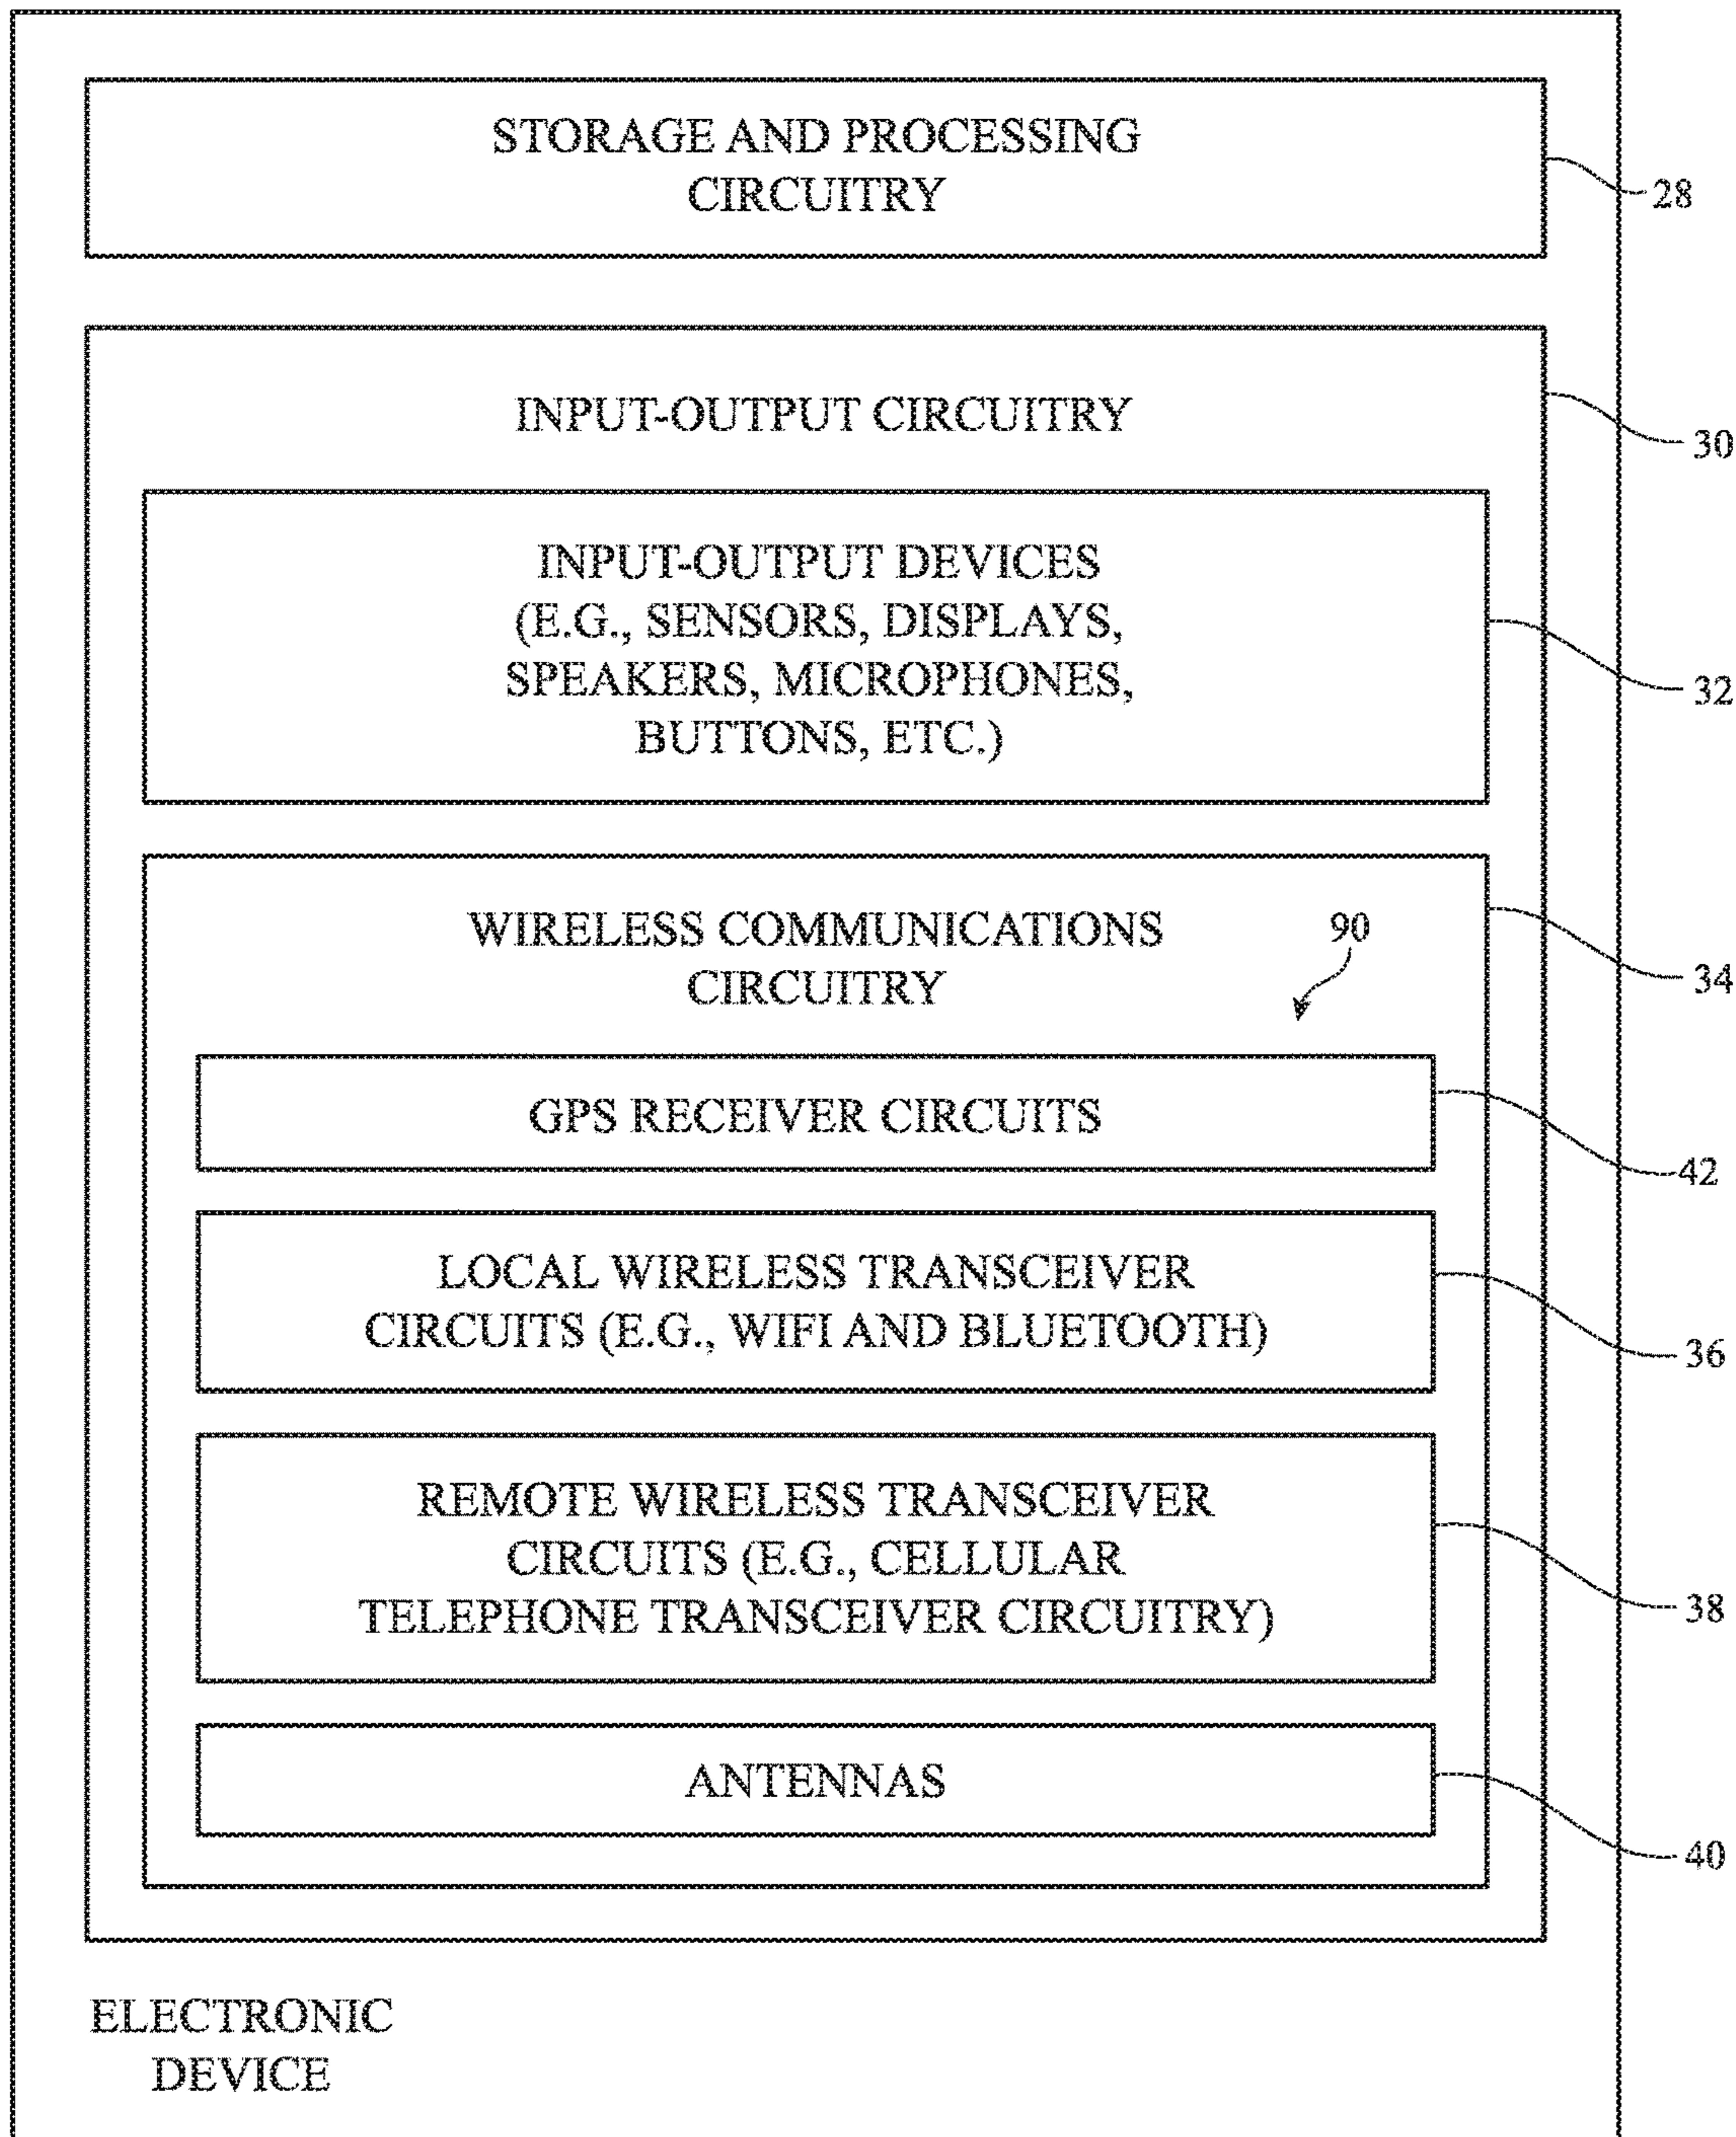 STORAGE AND PROCESSING
CIRCUITRY
28
INPUT-OUTPUT CIRCUITRY
30
INPUT-OUTPUT DEVICES
(E.G., SENSORS, DISPLAYS,
SPEAKERS, MICROPHONES,
BUTTONS, ETC.)
32
WIRELESS COMMUNICATIONS
CIRCUITRY
90
34
GPS RECEIVER CIRCUITS
42
LOCAL WIRELESS TRANSCEIVER
CIRCUITS (E.G., WIFI AND BLUETOOTH)
36
REMOTE WIRELESS TRANSCEIVER
CIRCUITS (E.G., CELLULAR
TELEPHONE TRANSCEIVER CIRCUITRY)
38
ANTENNAS
40
ELECTRONIC
DEVICE